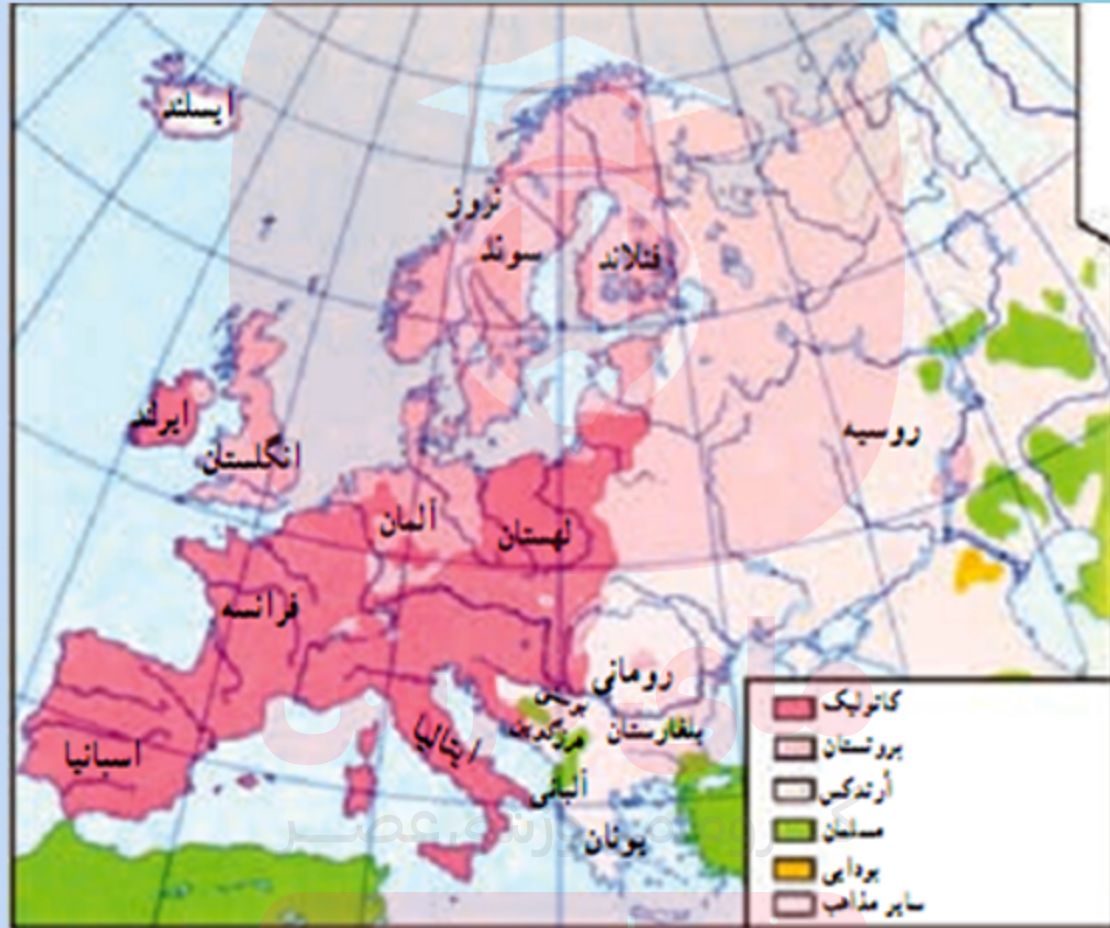 ایسلند
نروژ
سوئد
فنلاند
ایرلند
انگلستان
روسیه
آلمان
لهستان
فرانسه
رومانی
بوسنی
هرزگوین
بلغارستان
ایتالیا
اسپانیا
آلبانی
یونان
کاتولیک
پروتستان
أرتدکس
مسلمان
بودایی
سایر مذاهب